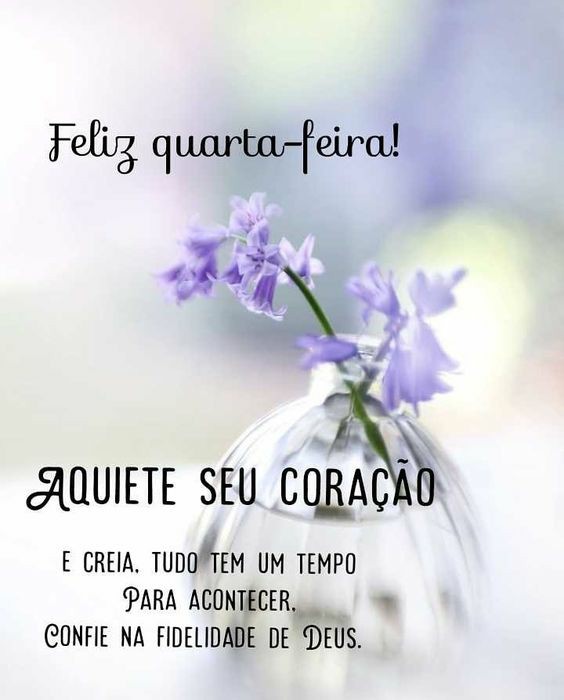 Feliz quarta-feira!
Aquiete seu coração
e creia, tudo tem um tempo
Para acontecer,
Confie na fidelidade de Deus.